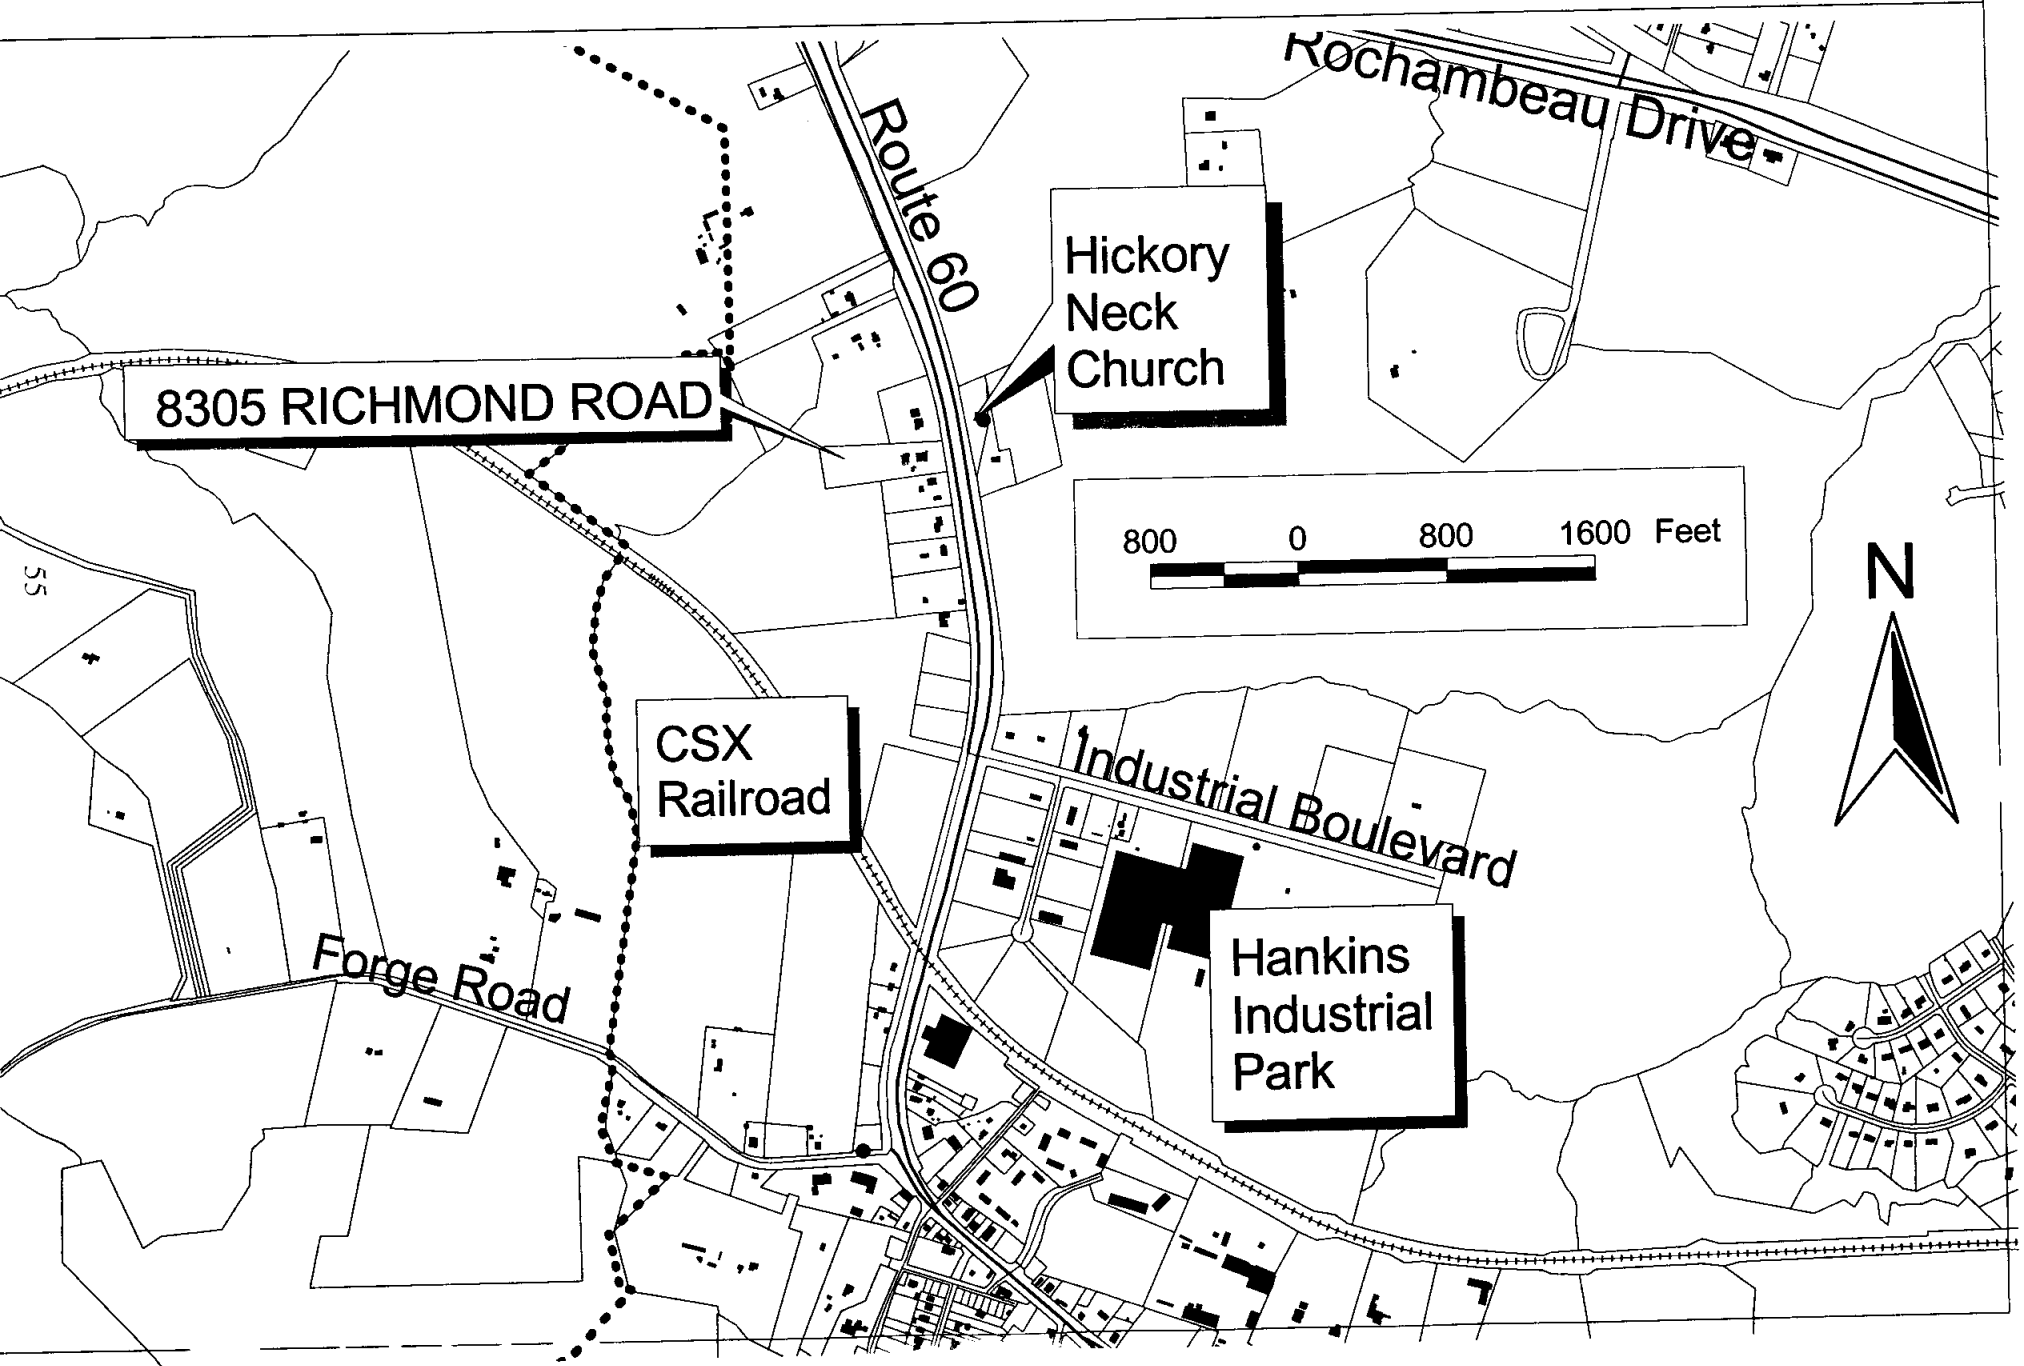 Rochambeau Drive
Route 60
Hickory
Neck
Church
8305 RICHMOND ROAD
800 0 800 1600 Feet
N
55
CSX
Railroad
Industrial Boulevard
Hankins
Industrial
Park
Forge Road